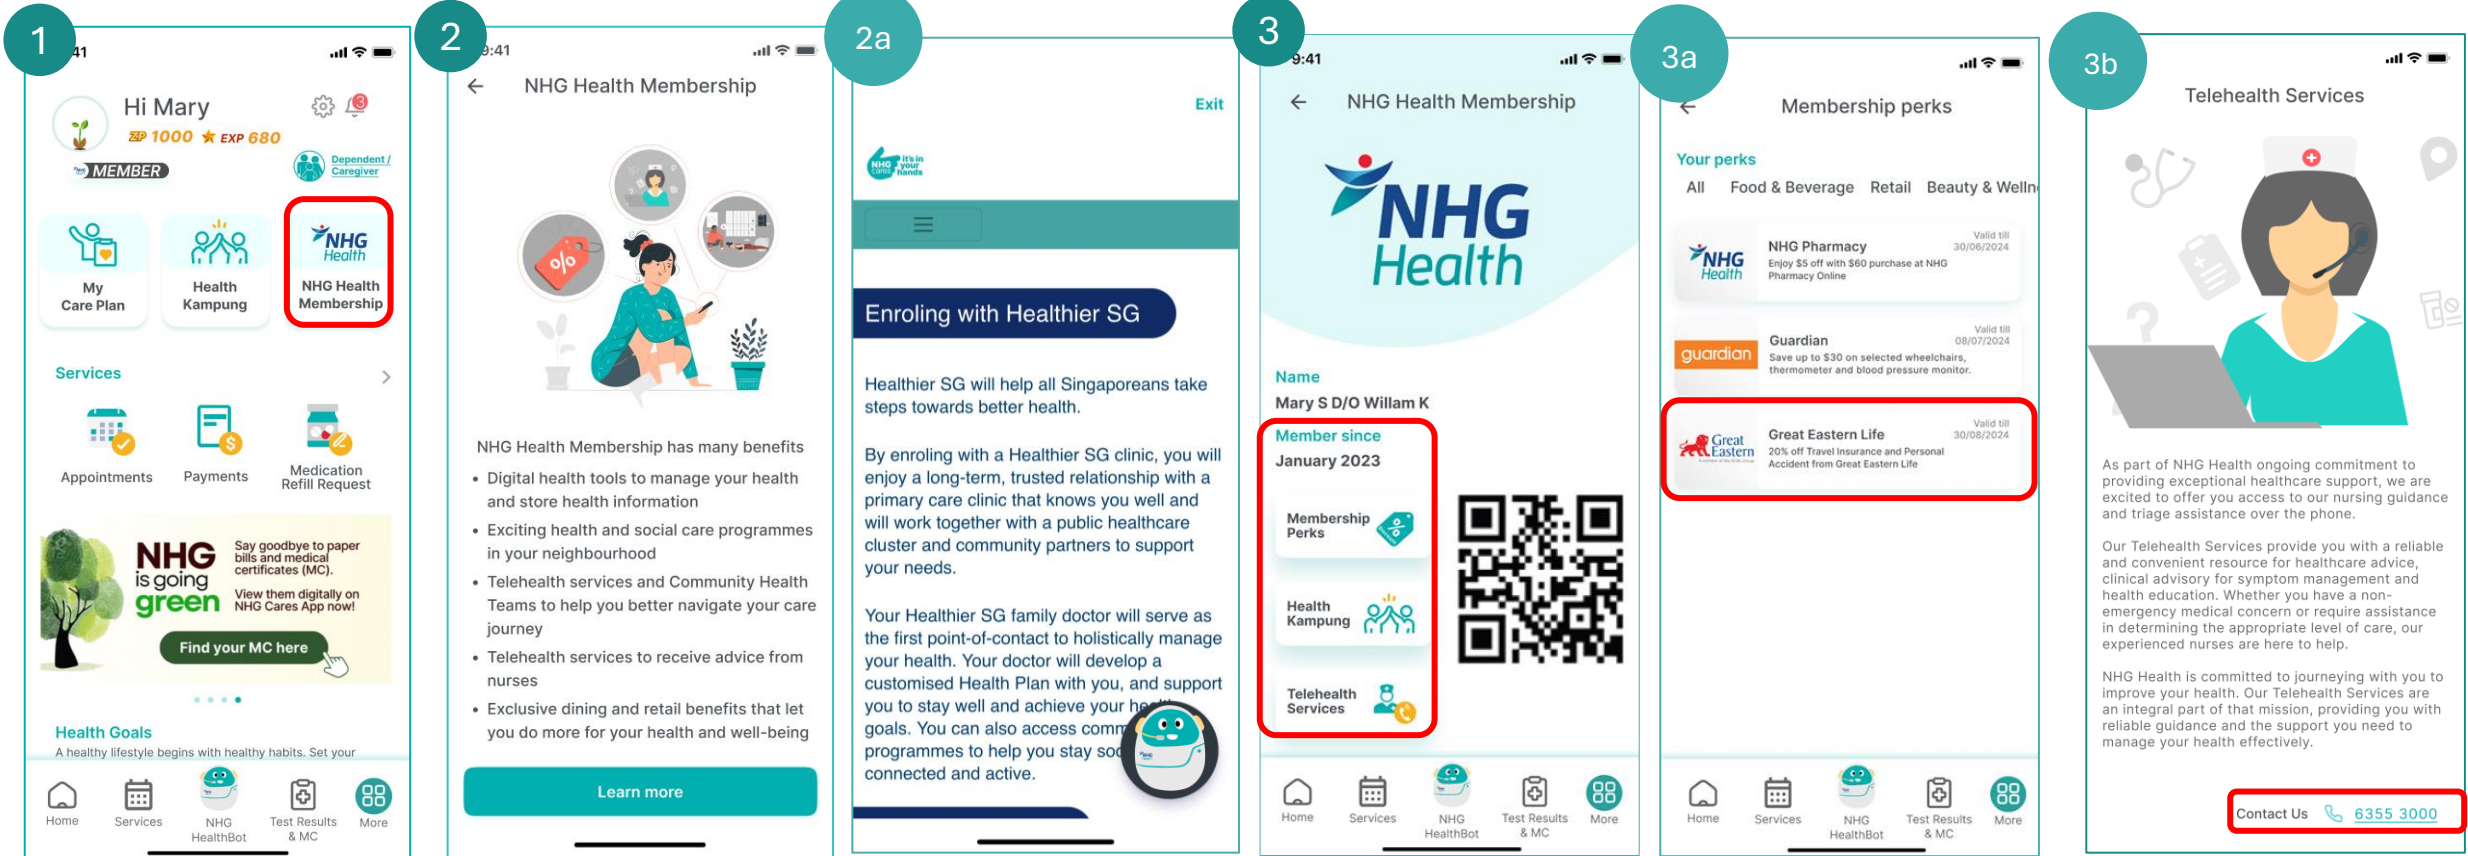 1
41
Hi Mary
3
ZP 1000 EXP 680
MEMBER
Dependent /
Caregiver
My
Care Plan
Health
Kampung
NHG
Health
NHG Health
Membership
Services
Appointments
Payments
Medication
Refill Request
NHG
is going
green
Say goodbye to paper
bills and medical
certificates (MC).
View them digitally on
NHG Cares App now!
Find your MC here
Health Goals
A healthy lifestyle begins with healthy habits. Set your
Home
Services
NHG
HealthBot
Test Results
& MC
More
2
9:41
NHG Health Membership
%
NHG Health Membership has many benefits
• Digital health tools to manage your health
and store health information
• Exciting health and social care programmes
in your neighbourhood
• Telehealth services and Community Health
Teams to help you better navigate your care
journey
• Telehealth services to receive advice from
nurses
• Exclusive dining and retail benefits that let
you do more for your health and well-being
Learn more
2a
Exit
NHG
cares
it's in
your
hands
Enroling with Healthier SG
Healthier SG will help all Singaporeans take
steps towards better health.
By enroling with a Healthier SG clinic, you will
enjoy a long-term, trusted relationship with a
primary care clinic that knows you well and
will work together with a public healthcare
cluster and community partners to support
your needs.
Your Healthier SG family doctor will serve as
the first point-of-contact to holistically manage
your health. Your doctor will develop a
customised Health Plan with you, and support
you to stay well and achieve your he
goals. You can also access comm
programmes to help you stay soc
connected and active.
3
9:41
NHG Health Membership
NHG
Health
Name
Mary S D/O Willam K
Member since
January 2023
Membership
Perks
%
Health
Kampung
Telehealth
Services
Home
Services
NHG
HealthBot
Test Results
& MC
More
3a
Membership perks
Your perks
All Food & Beverage Retail Beauty & Welln
NHG
Health
NHG Pharmacy
Valid till
30/06/2024
Enjoy $5 off with $60 purchase at NHG
Pharmacy Online
guardian
Guardian
Valid till
08/07/2024
Save up to $30 on selected wheelchairs,
thermometer and blood pressure monitor.
Great
Eastern
Great Eastern Life
Valid till
30/08/2024
20% off Travel Insurance and Personal
Accident from Great Eastern Life
Home
Services
NHG
HealthBot
Test Results
& MC
More
3b
Telehealth Services
As part of NHG Health ongoing commitment to
providing exceptional healthcare support, we are
excited to offer you access to our nursing guidance
and triage assistance over the phone.
Our Telehealth Services provide you with a reliable
and convenient resource for healthcare advice,
clinical advisory for symptom management and
health education. Whether you have a non-
emergency medical concern or require assistance
in determining the appropriate level of care, our
experienced nurses are here to help.
NHG Health is committed to journeying with you to
improve your health. Our Telehealth Services are
an integral part of that mission, providing you with
reliable guidance and the support you need to
manage your health effectively.
Contact Us 6355 3000